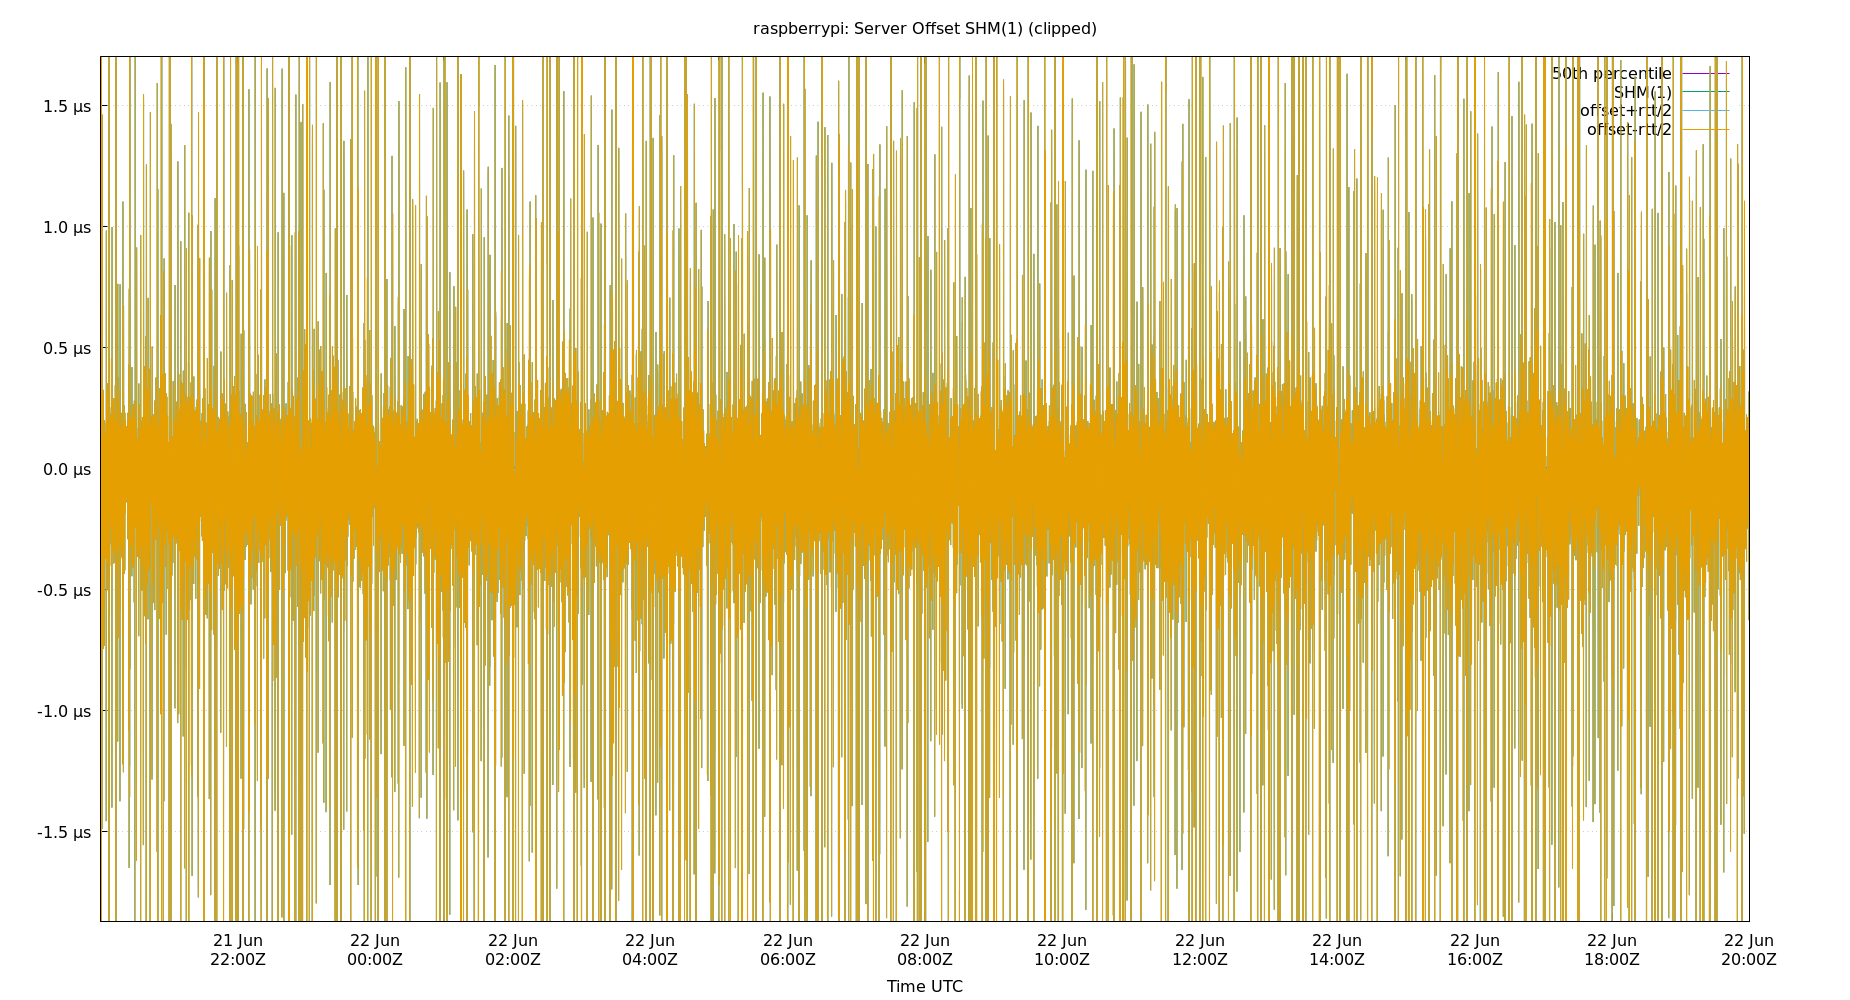 raspberrypi: Server Offset SHM(1) (clipped)
50th percentile
SHM(1)
offset+rtt/2
offset-rtt/2
1.5 µs
1.0 µs
0.5 µs
0.0 µs
-0.5 µs
-1.0 µs
-1.5 µs
21 Jun 22 Jun 22 Jun 22 Jun 22 Jun 22 Jun 22 Jun 22 Jun 22 Jun 22 Jun 22 Jun 22 Jun
22:00Z 00:00Z 02:00Z 04:00Z 06:00Z 08:00Z 10:00Z 12:00Z 14:00Z 16:00Z 18:00Z 20:00Z
Time UTC